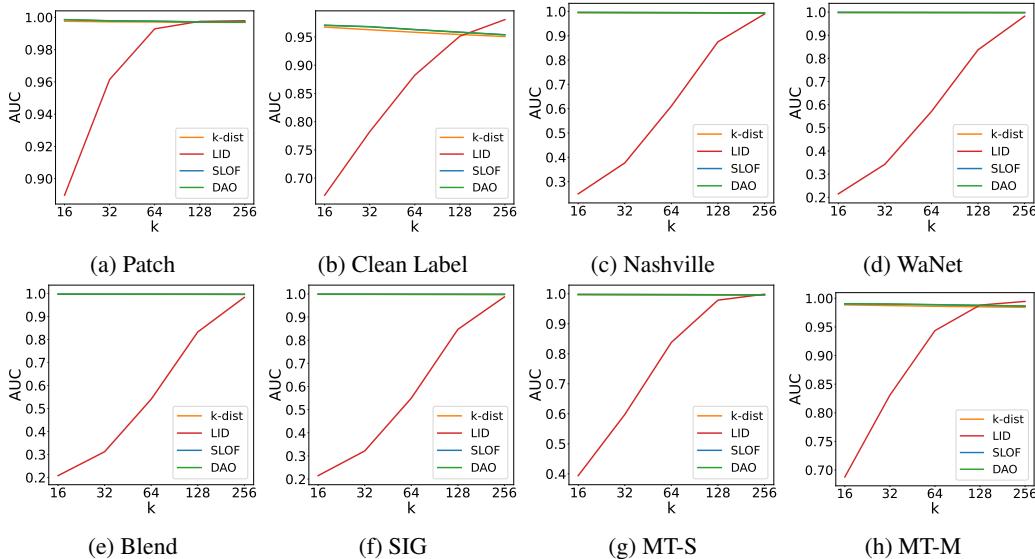 1.00
0.98
0.96
0.94
0.92
0.90
AUC
k-dist
LID
SLOF
DAO
16 32 64 128 256
k
(a) Patch
0.95
0.90
0.85
0.80
0.75
0.70
AUC
k-dist
LID
SLOF
DAO
16 32 64 128 256
k
(b) Clean Label
1.0
0.9
0.8
0.7
0.6
0.5
0.4
0.3
AUC
k-dist
LID
SLOF
DAO
16 32 64 128 256
k
(c) Nashville
1.0
0.9
0.8
0.7
0.6
0.5
0.4
0.3
0.2
AUC
k-dist
LID
SLOF
DAO
16 32 64 128 256
k
(d) WaNet
1.0
0.9
0.8
0.7
0.6
0.5
0.4
0.3
0.2
AUC
k-dist
LID
SLOF
DAO
16 32 64 128 256
k
(e) Blend
1.0
0.9
0.8
0.7
0.6
0.5
0.4
0.3
0.2
AUC
k-dist
LID
SLOF
DAO
16 32 64 128 256
k
(f) SIG
1.0
0.9
0.8
0.7
0.6
0.5
0.4
AUC
k-dist
LID
SLOF
DAO
16 32 64 128 256
k
(g) MT-S
1.00
0.95
0.90
0.85
0.80
0.75
0.70
AUC
k-dist
LID
SLOF
DAO
16 32 64 128 256
k
(h) MT-M